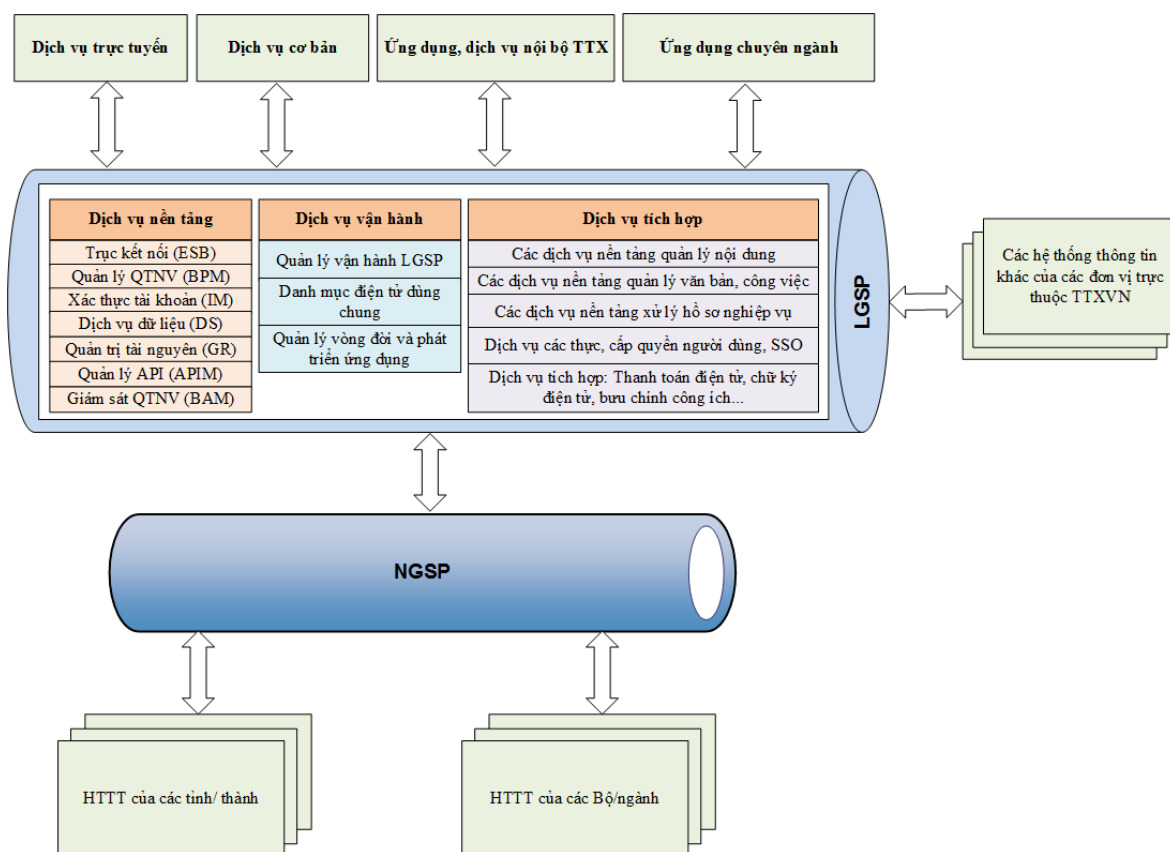 Dịch vụ trực tuyến
Dịch vụ cơ bản
Ứng dụng, dịch vụ nội bộ TTX
Ứng dụng chuyên ngành
Dịch vụ nền tảng
Trục kết nối (ESB)
Quản lý QTNV (BPM)
Xác thực tài khoản (IM)
Dịch vụ dữ liệu (DS)
Quản trị tài nguyên (GR)
Quản lý API (APIM)
Giám sát QTNV (BAM)
Dịch vụ vận hành
Quản lý vận hành LGSP
Danh mục điện tử dùng
chung
Quản lý vòng đời và phát
triển ứng dụng
Dịch vụ tích hợp
Các dịch vụ nền tảng quản lý nội dung
Các dịch vụ nền tảng quản lý văn bản, công việc
Các dịch vụ nền tảng xử lý hồ sơ nghiệp vụ
Dịch vụ các thực, cấp quyền người dùng, SSO
Dịch vụ tích hợp: Thanh toán điện tử, chữ ký
điện tử, bưu chính công ích...
LGSP
Các hệ thống thông tin
khác của các đơn vị trực
thuộc TTXVN
NGSP
HTTT của các tỉnh/ thành
HTTT của các Bộ/ngành